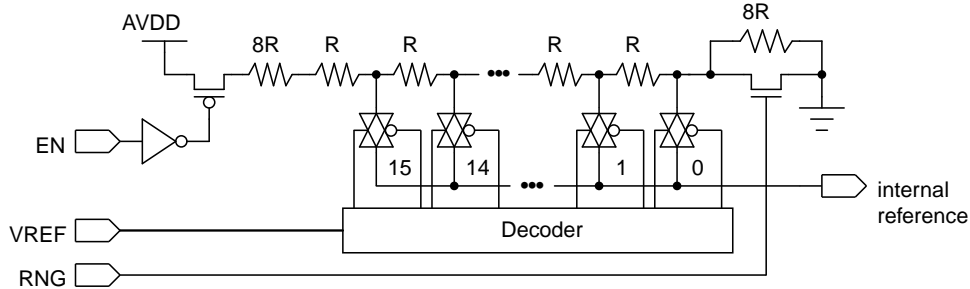 AVDD
8R
R
R
R
R
8R
EN
15
14
1
0
internal
reference
VREF
Decoder
RNG